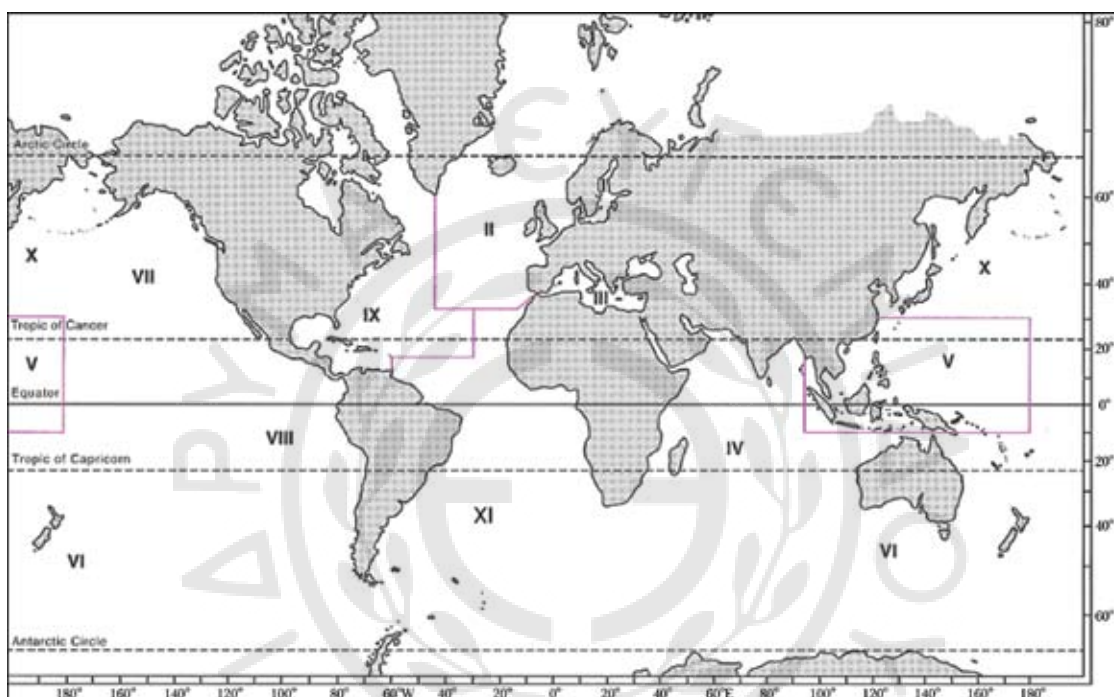 80°
Arctic Circle
60°
II
X
VII
X
40°
III
IX
Tropic of Cancer
V
V
20°
Equator
0°
VIII
IV
Tropic of Capricorn
20°
XI
40°
VI
VI
60°
Antarctic Circle
180° 160° 140° 120° 100° 80° 60°W 40° 20° 0° 20° 40° 60°E 80° 100° 120° 140° 160° 180°